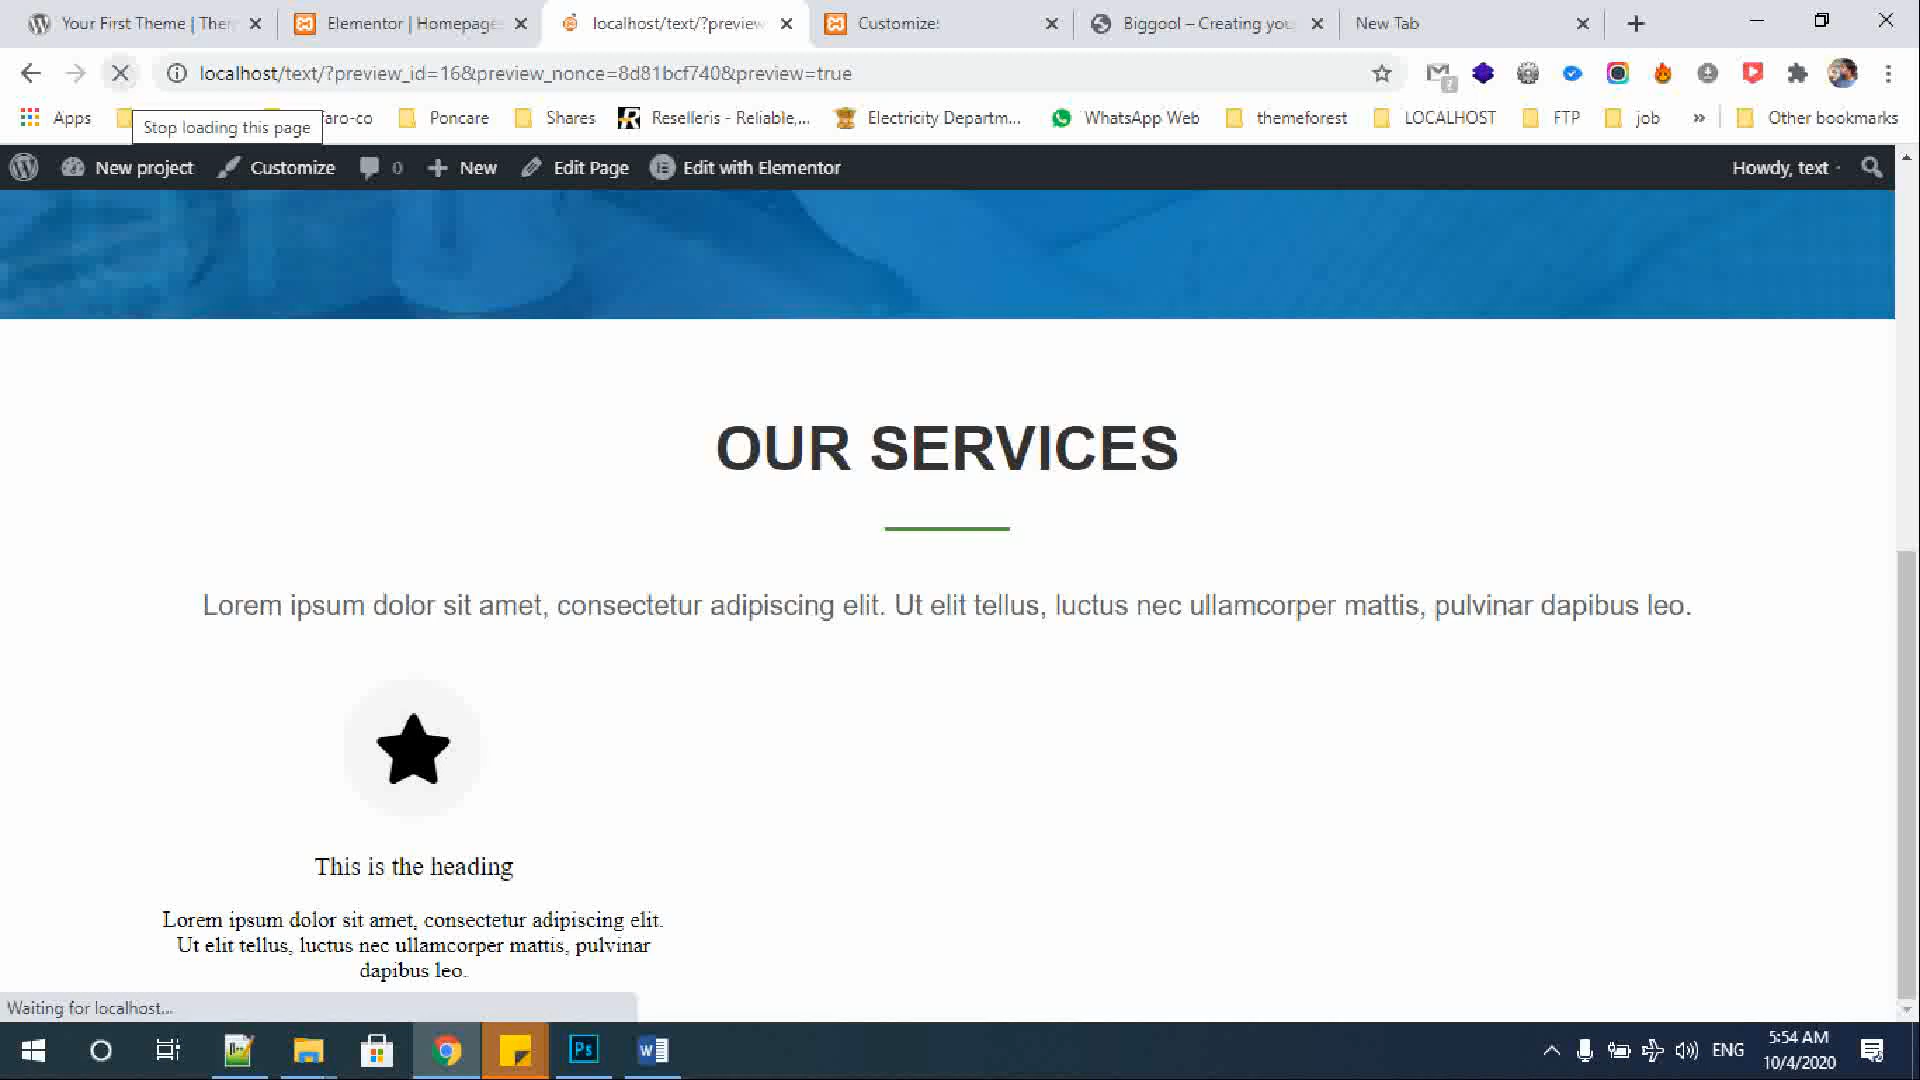 Your First Theme | Ther
Elementor | Homepage
localhost/text/?preview
Customize:
Biggool – Creating you
New Tab
localhost/text/?preview_id=16&preview_nonce=8d81bcf7408&preview=true
Apps
aro-co
Poncare
Shares
Reselleris - Reliable,...
Electricity Departm...
WhatsApp Web
themeforest
LOCALHOST
FTP
job
»
Other bookmarks
Stop loading this page
New project
Customize
0
New
Edit Page
Edit with Elementor
Howdy, text
OUR SERVICES
Lorem ipsum dolor sit amet, consectetur adipiscing elit. Ut elit tellus, luctus nec ullamcorper mattis, pulvinar dapibus leo.
This is the heading
Lorem ipsum dolor sit amet, consectetur adipiscing elit.
Ut elit tellus, luctus nec ullamcorper mattis, pulvinar
dapibus leo.
Waiting for localhost...
Ps
W
ENG
5:54 AM
10/4/2020